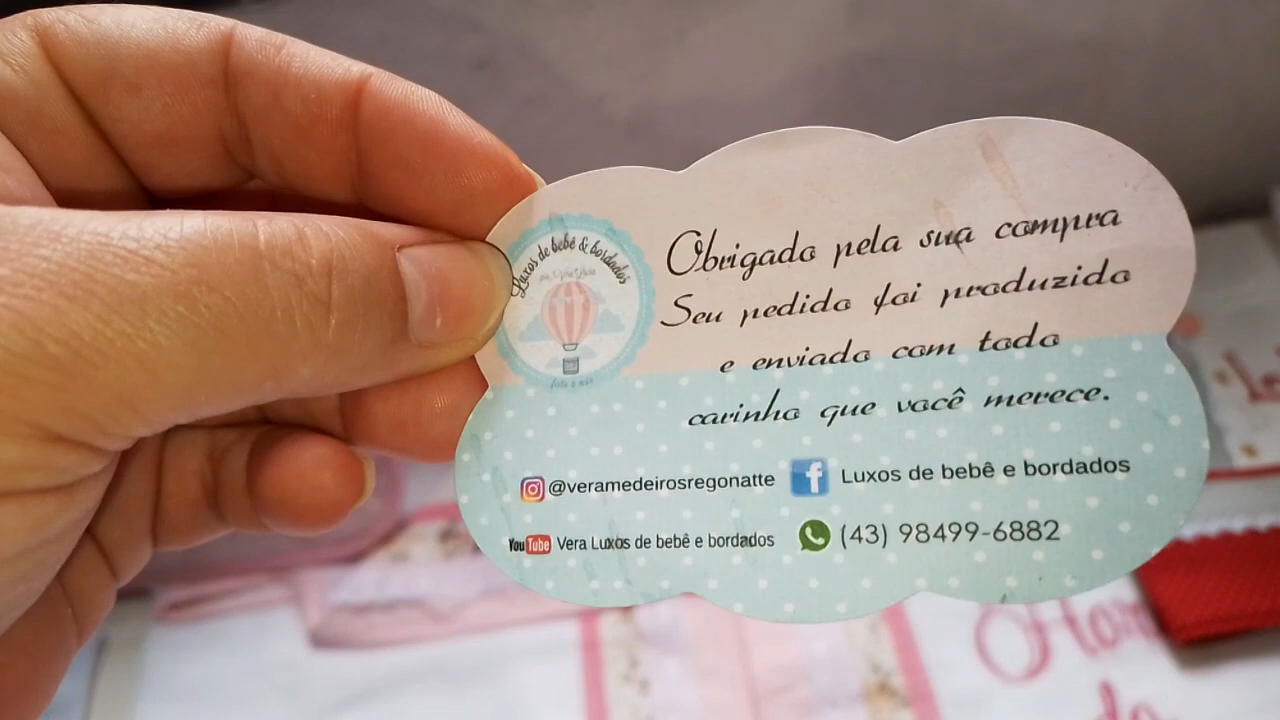 Luxos de bebê & bordados
Obrigado pela sua compra
Seu pedido foi produzido
e enviado com todo
carinho que você merece.
@veramedeirosregonatte
Luxos de bebê e bordados
YouTube Vera Luxos de bebê e bordados
(43) 98499-6882